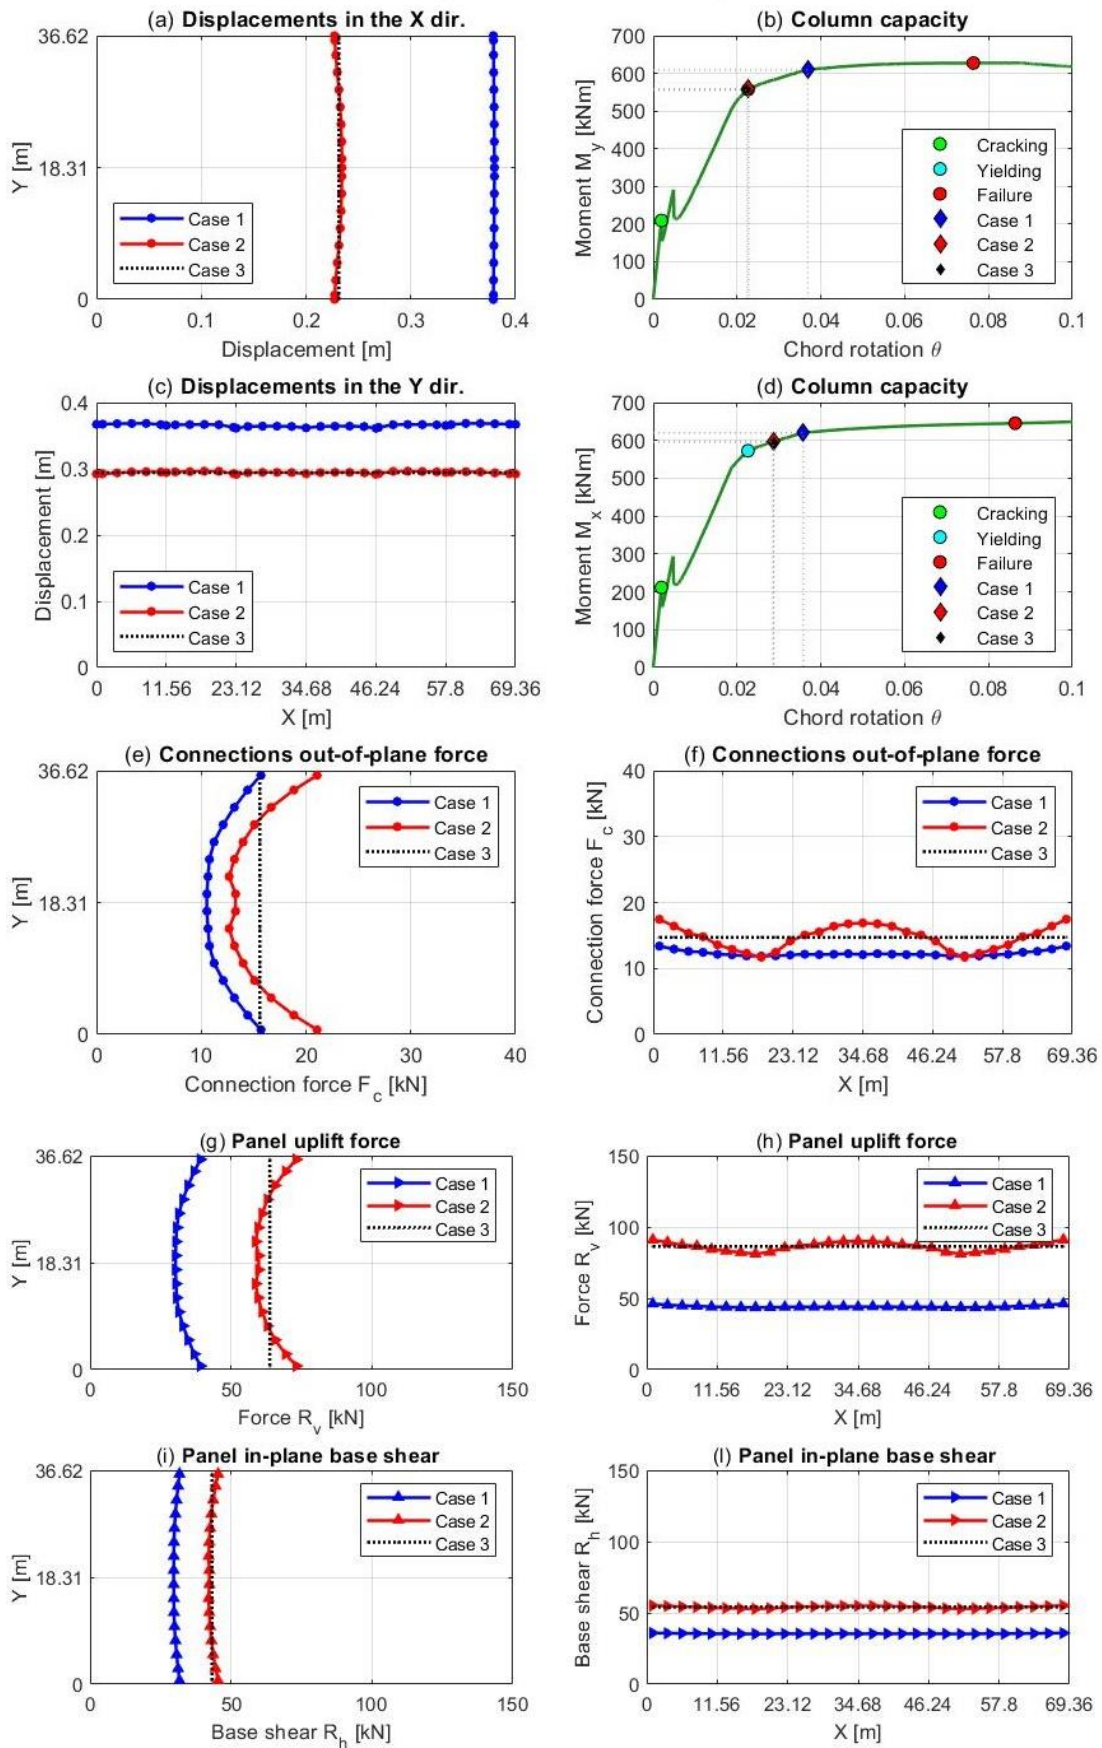 (a) Displacements in the X dir.
36.62
18.31
0
Y [m]
Case 1
Case 2
Case 3
0 0.1 0.2 0.3 0.4
Displacement [m]
(b) Column capacity
700
600
500
400
300
200
100
0
Moment M_y [kNm]
Cracking
Yielding
Failure
Case 1
Case 2
Case 3
0 0.02 0.04 0.06 0.08 0.1
Chord rotation θ
(c) Displacements in the Y dir.
0.4
0.3
0.2
0.1
0
Displacement [m]
Case 1
Case 2
Case 3
0 11.56 23.12 34.68 46.24 57.8 69.36
X [m]
(d) Column capacity
700
600
500
400
300
200
100
0
Moment M_x [kNm]
Cracking
Yielding
Failure
Case 1
Case 2
Case 3
0 0.02 0.04 0.06 0.08 0.1
Chord rotation θ
(e) Connections out-of-plane force
36.62
18.31
0
Y [m]
Case 1
Case 2
Case 3
0 10 20 30 40
Connection force F_c [kN]
(f) Connections out-of-plane force
40
30
20
10
0
Connection force F_c [kN]
Case 1
Case 2
Case 3
0 11.56 23.12 34.68 46.24 57.8 69.36
X [m]
(g) Panel uplift force
36.62
18.31
0
Y [m]
Case 1
Case 2
Case 3
0 50 100 150
Force R_v [kN]
(h) Panel uplift force
150
100
50
0
Force R_v [kN]
Case 1
Case 2
Case 3
0 11.56 23.12 34.68 46.24 57.8 69.36
X [m]
(i) Panel in-plane base shear
36.62
18.31
0
Y [m]
Case 1
Case 2
Case 3
0 50 100 150
Base shear R_h [kN]
(l) Panel in-plane base shear
150
100
50
0
Base shear R_h [kN]
Case 1
Case 2
Case 3
0 11.56 23.12 34.68 46.24 57.8 69.36
X [m]